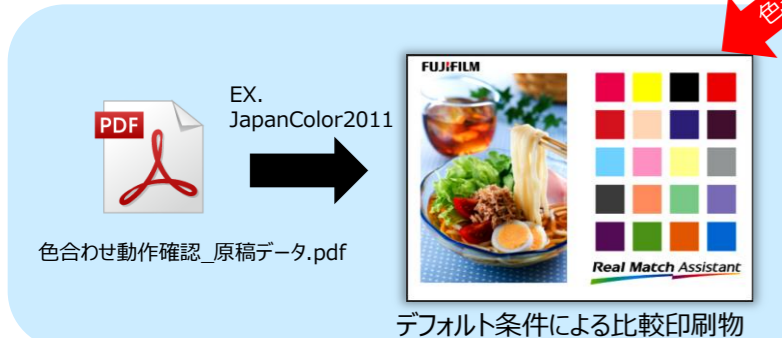 色
FUJIFILM
EX.
JapanColor2011
PDF
色合わせ動作確認_原稿データ.pdf
Real Match Assistant
デフォルト条件による比較印刷物